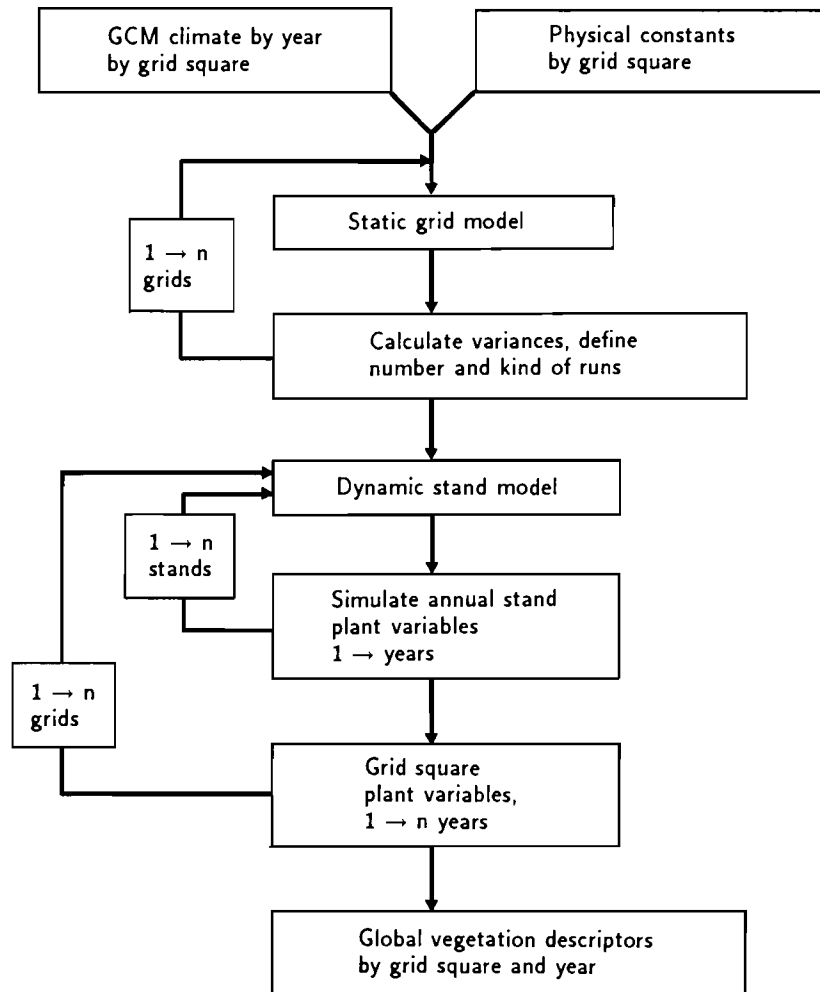 GCM climate by year
by grid square
Physical constants
by grid square
Static grid model
1 → n
grids
Calculate variances, define
number and kind of runs
Dynamic stand model
1 → n
stands
Simulate annual stand
plant variables
1 → years
1 → n
grids
Grid square
plant variables,
1 → n years
Global vegetation descriptors
by grid square and year